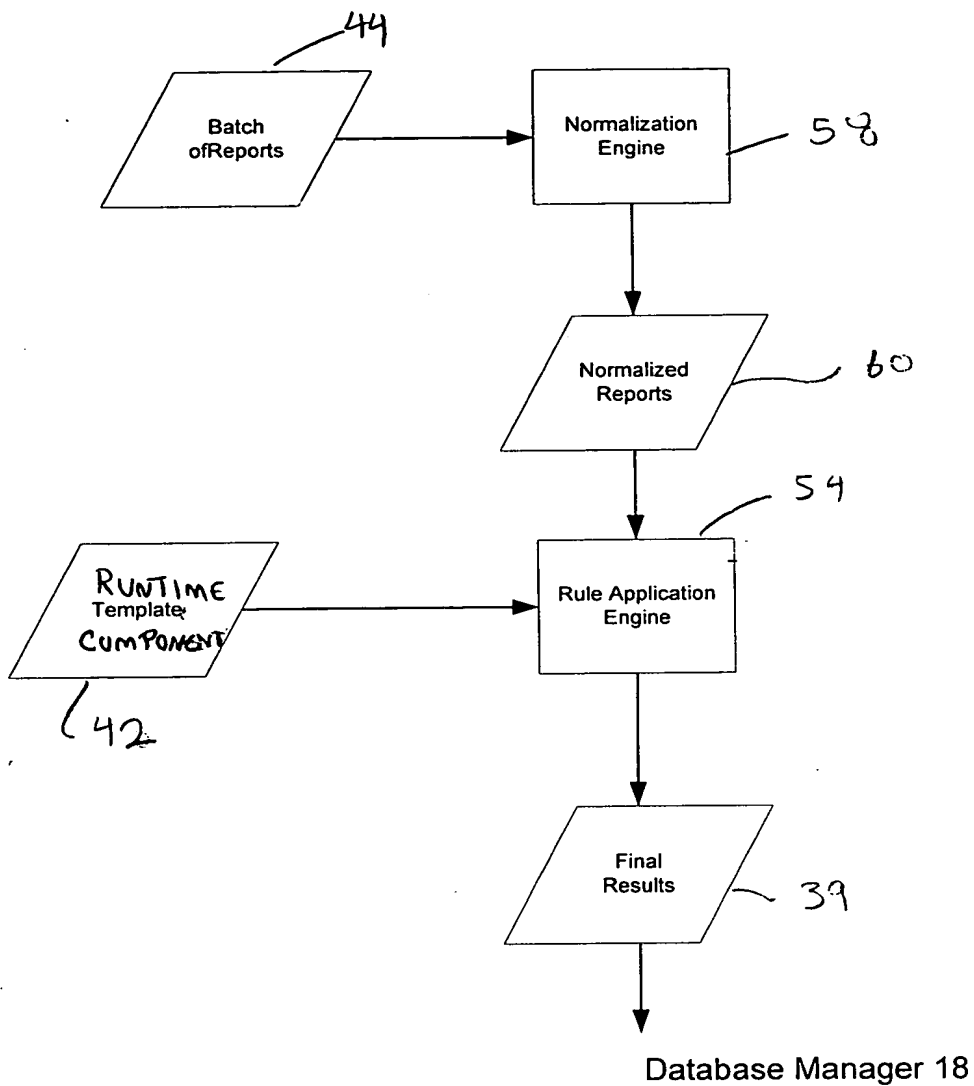 44
Batch
ofReports
Normalization
Engine
58
Normalized
Reports
60
54
RUNTIME
Template
COMPONENT
Rule Application
Engine
42
Final
Results
39
Database Manager 18